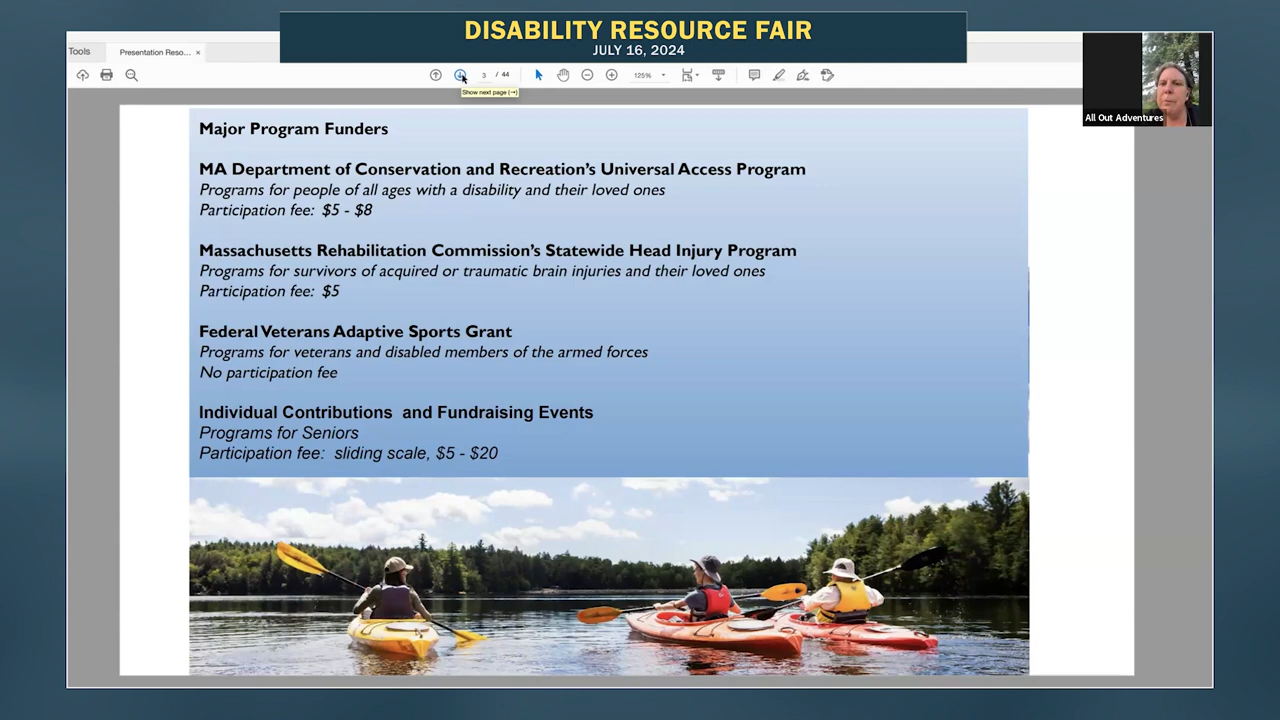 DISABILITY RESOURCE FAIR
JULY 16, 2024
Tools
Presentation Reso... ×
3 / 44
125%
Show next page (→)
All Out Adventures
Major Program Funders
MA Department of Conservation and Recreation's Universal Access Program
Programs for people of all ages with a disability and their loved ones
Participation fee: $5 - $8
Massachusetts Rehabilitation Commission's Statewide Head Injury Program
Programs for survivors of acquired or traumatic brain injuries and their loved ones
Participation fee: $5
Federal Veterans Adaptive Sports Grant
Programs for veterans and disabled members of the armed forces
No participation fee
Individual Contributions and Fundraising Events
Programs for Seniors
Participation fee: sliding scale, $5 - $20